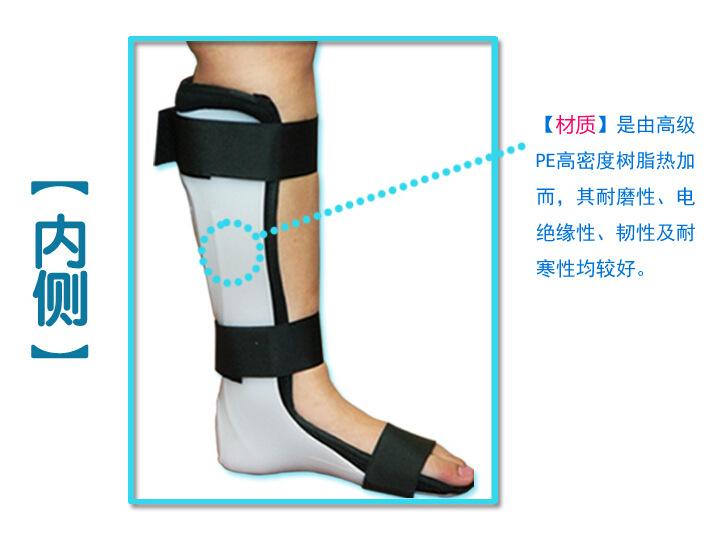 【内侧】
【材质】是由高级
PE高密度树脂热加
而，其耐磨性、电
绝缘性、韧性及耐
寒性均较好。